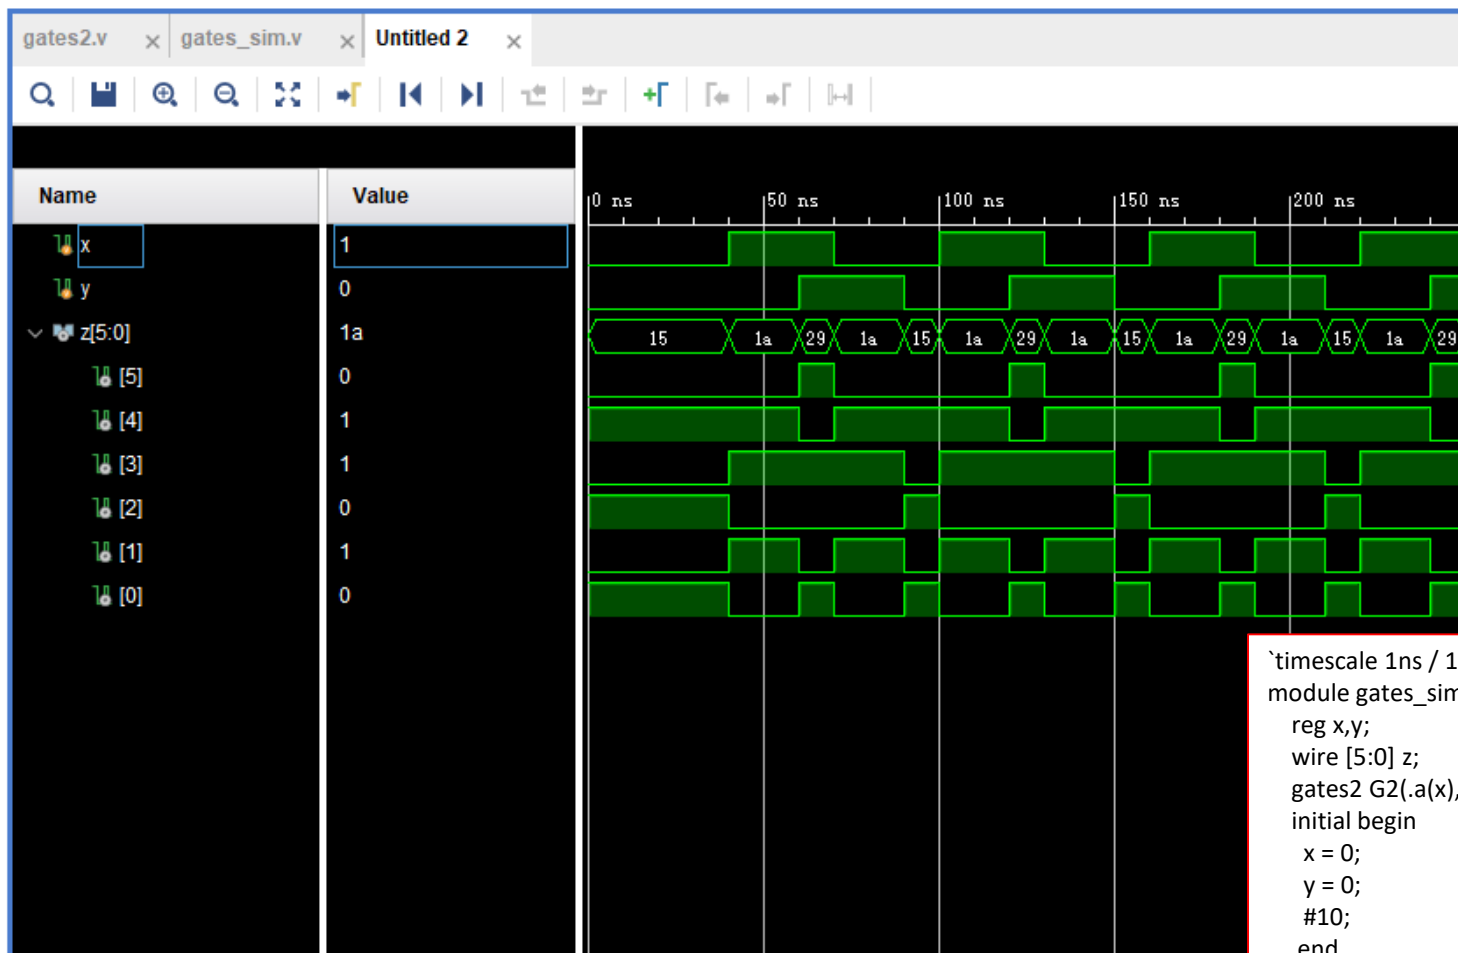 gates2.v × gates_sim.v × Untitled 2 ×
Name Value
0 ns 50 ns 100 ns 150 ns 200 ns
x 1
y 0
z[5:0] 1a 15 1a 29 1a 15 1a 29 1a 15 1a 29 1a 15 1a 29
[5] 0
[4] 1
[3] 1
[2] 0
[1] 1
[0] 0
`timescale 1ns / 1
module gates_sim
reg x,y;
wire [5:0] z;
gates2 G2(.a(x),
initial begin
x = 0;
y = 0;
#10;
end